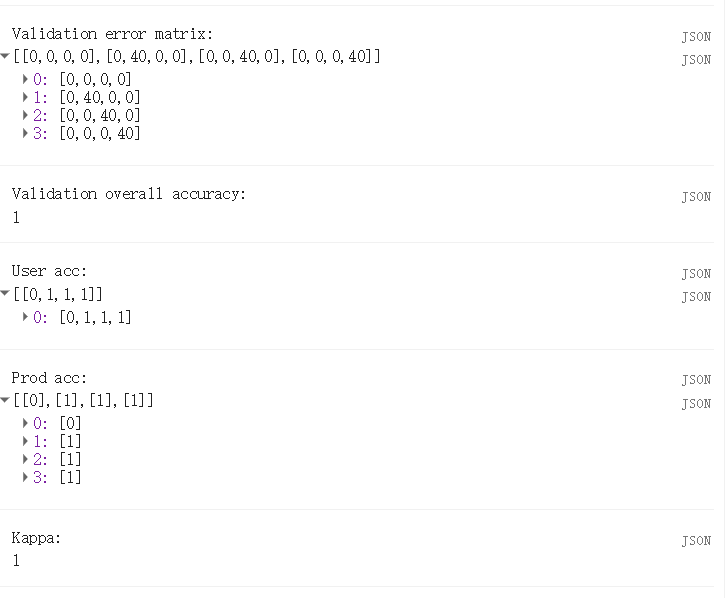 Validation error matrix: JSON
[[0,0,0,0],[0,40,0,0],[0,0,40,0],[0,0,0,40]] JSON
0: [0,0,0,0]
1: [0,40,0,0]
2: [0,0,40,0]
3: [0,0,0,40]
Validation overall accuracy: JSON
1
User acc: JSON
[[0,1,1,1]] JSON
0: [0,1,1,1]
Prod acc: JSON
[[0],[1],[1],[1]] JSON
0: [0]
1: [1]
2: [1]
3: [1]
Kappa: JSON
1